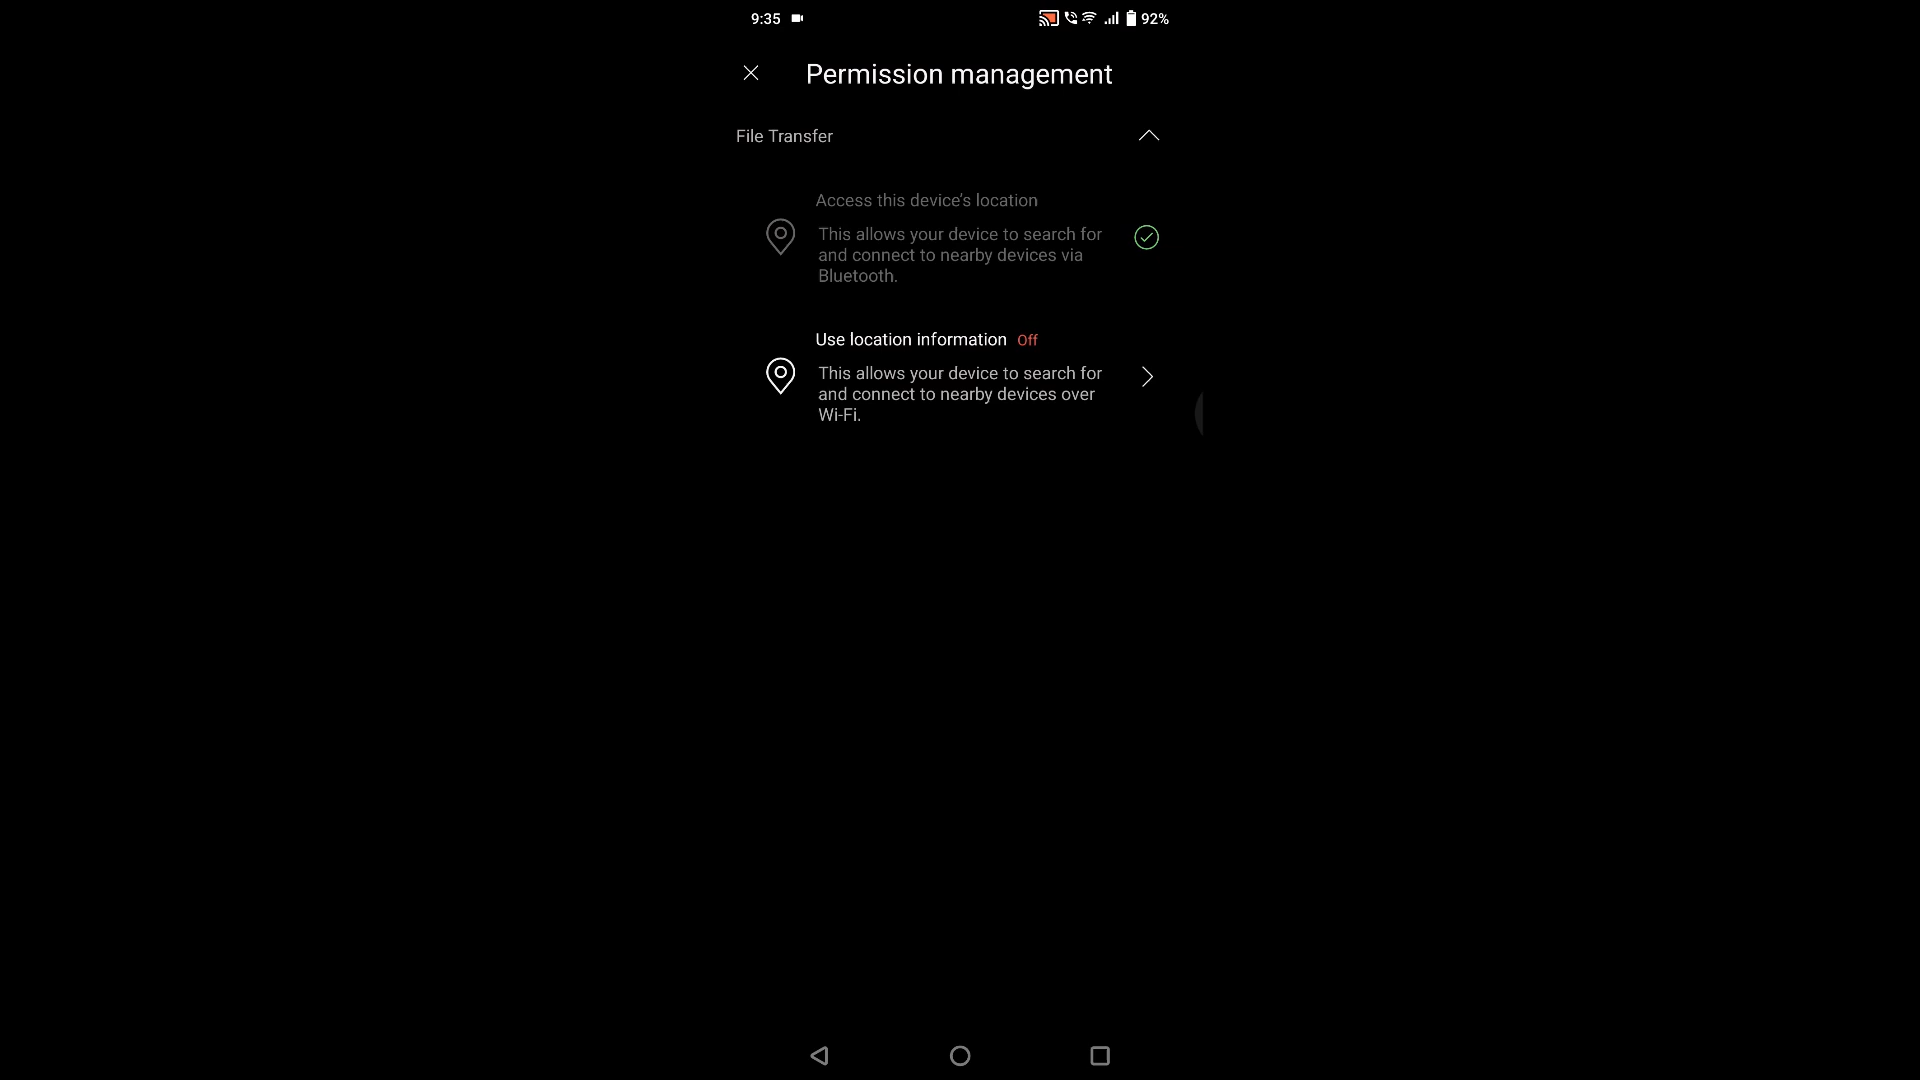 9:35
92%
Permission management
File Transfer
Access this device’s location
This allows your device to search for
and connect to nearby devices via
Bluetooth.
Use location information Off
This allows your device to search for
and connect to nearby devices over
Wi-Fi.